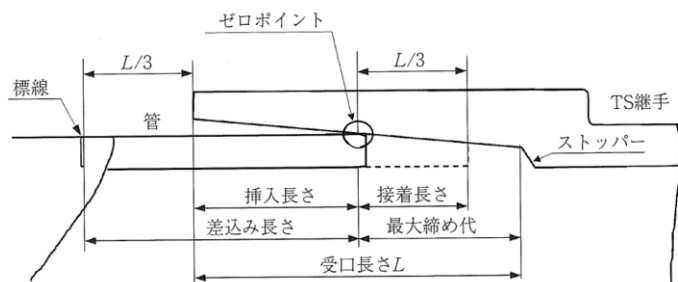 ゼロポイント
L/3
L/3
標線
管
TS継手
ストッパー
挿入長さ
接着長さ
差込み長さ
最大締め代
受口長さL